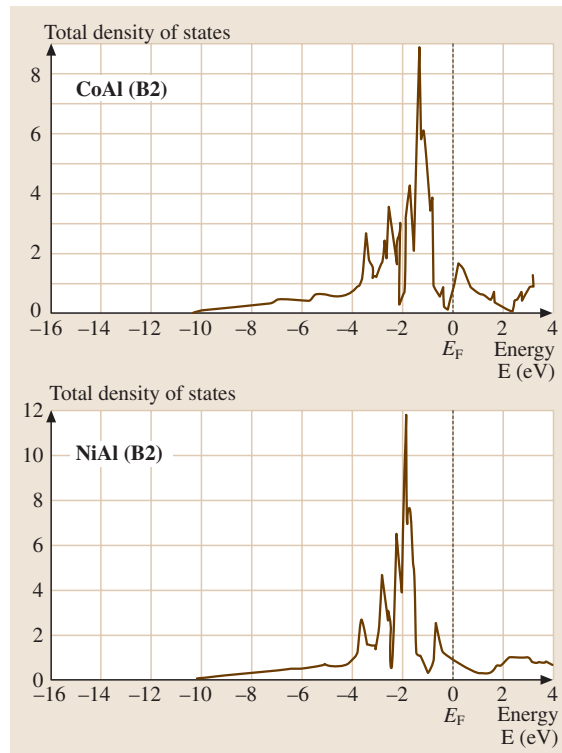 Total density of states
8
CoAl (B2)
6
4
2
0
–16 –14 –12 –10 –8 –6 –4 –2 0 2 4
E_F Energy
E (eV)
Total density of states
12
10
NiAl (B2)
8
6
4
2
0
–16 –14 –12 –10 –8 –6 –4 –2 0 2 4
E_F Energy
E (eV)